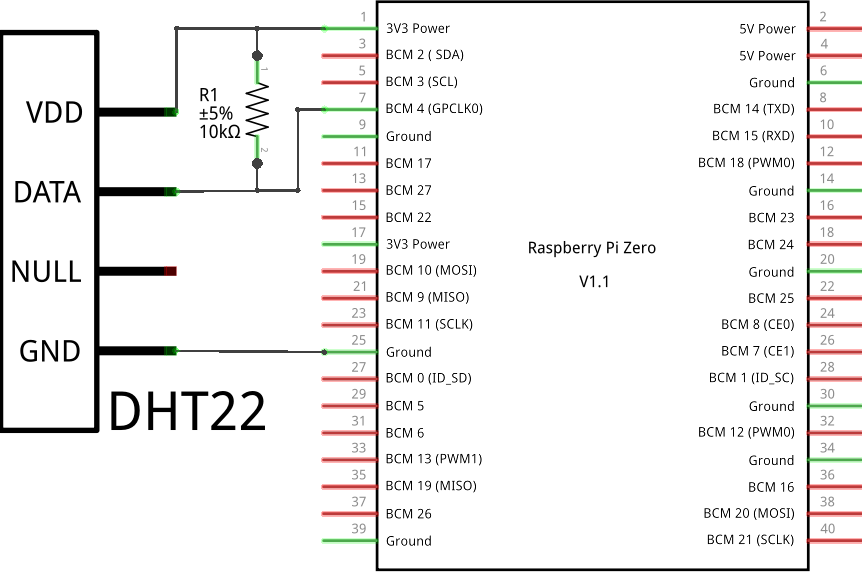 VDD
DATA
NULL
GND
DHT22
R1
±5%
10kΩ
1
2
1 3V3 Power
3 BCM 2 ( SDA)
5 BCM 3 (SCL)
7 BCM 4 (GPCLK0)
9 Ground
11 BCM 17
13 BCM 27
15 BCM 22
17 3V3 Power
19 BCM 10 (MOSI)
21 BCM 9 (MISO)
23 BCM 11 (SCLK)
25 Ground
27 BCM 0 (ID_SD)
29 BCM 5
31 BCM 6
33 BCM 13 (PWM1)
35 BCM 19 (MISO)
37 BCM 26
39 Ground
Raspberry Pi Zero
V1.1
5V Power 2
5V Power 4
Ground 6
BCM 14 (TXD) 8
BCM 15 (RXD) 10
BCM 18 (PWM0) 12
Ground 14
BCM 23 16
BCM 24 18
Ground 20
BCM 25 22
BCM 8 (CE0) 24
BCM 7 (CE1) 26
BCM 1 (ID_SC) 28
Ground 30
BCM 12 (PWM0) 32
Ground 34
BCM 16 36
BCM 20 (MOSI) 38
BCM 21 (SCLK) 40